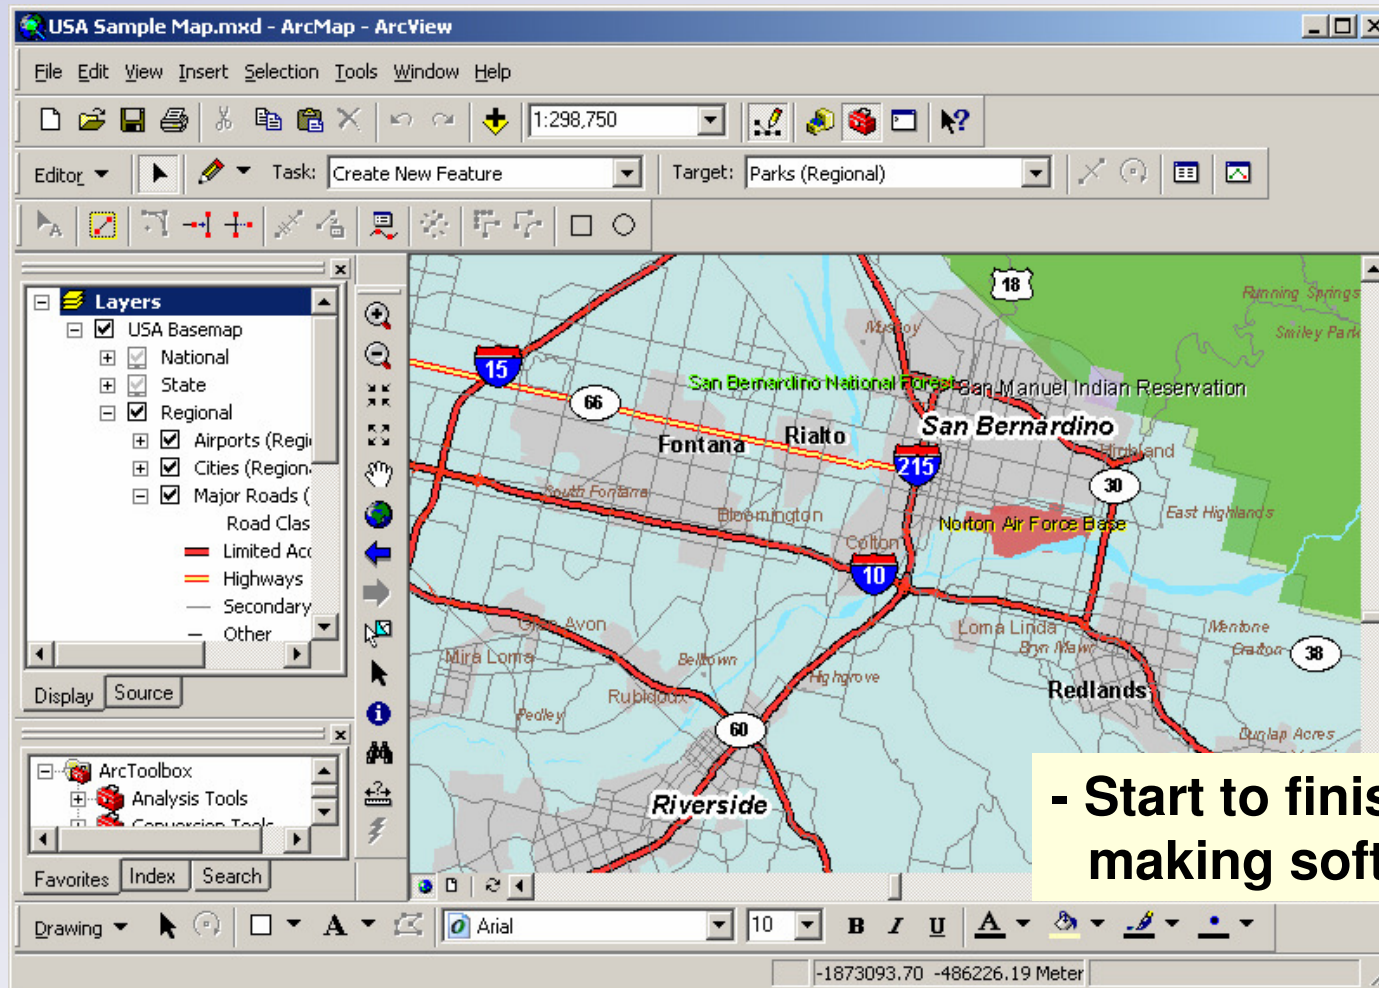 USA Sample Map.mxd - ArcMap - ArcView
File Edit View Insert Selection Tools Window Help
1:298,750
Editor Task: Create New Feature Target: Parks (Regional)
Layers
USA Basemap
National
State
Regional
Airports (Regi
Cities (Region
Major Roads (
Road Clas
Limited Acc
Highways
Secondary
Other
Display Source
ArcToolbox
Analysis Tools
Conversion Tools
Favorites Index Search
18
Running Springs
Smiley Park
Muscoy
15
San Bernardino National Forest
San Manuel Indian Reservation
66
San Bernardino
Fontana
Rialto
Highland
215
30
South Fontana
Bloomington
East Highlands
Norton Air Force Base
Colton
10
Glen Avon
Loma Linda
Mentone
Bryn Mawr
Crafton
38
Mira Loma
Belltown
Highgrove
Rubidoux
Redlands
Pedley
60
Dunlap Acres
Riverside
- Start to finis
making soft
Drawing A Arial 10 B I U A
-1873093.70 -486226.19 Meter